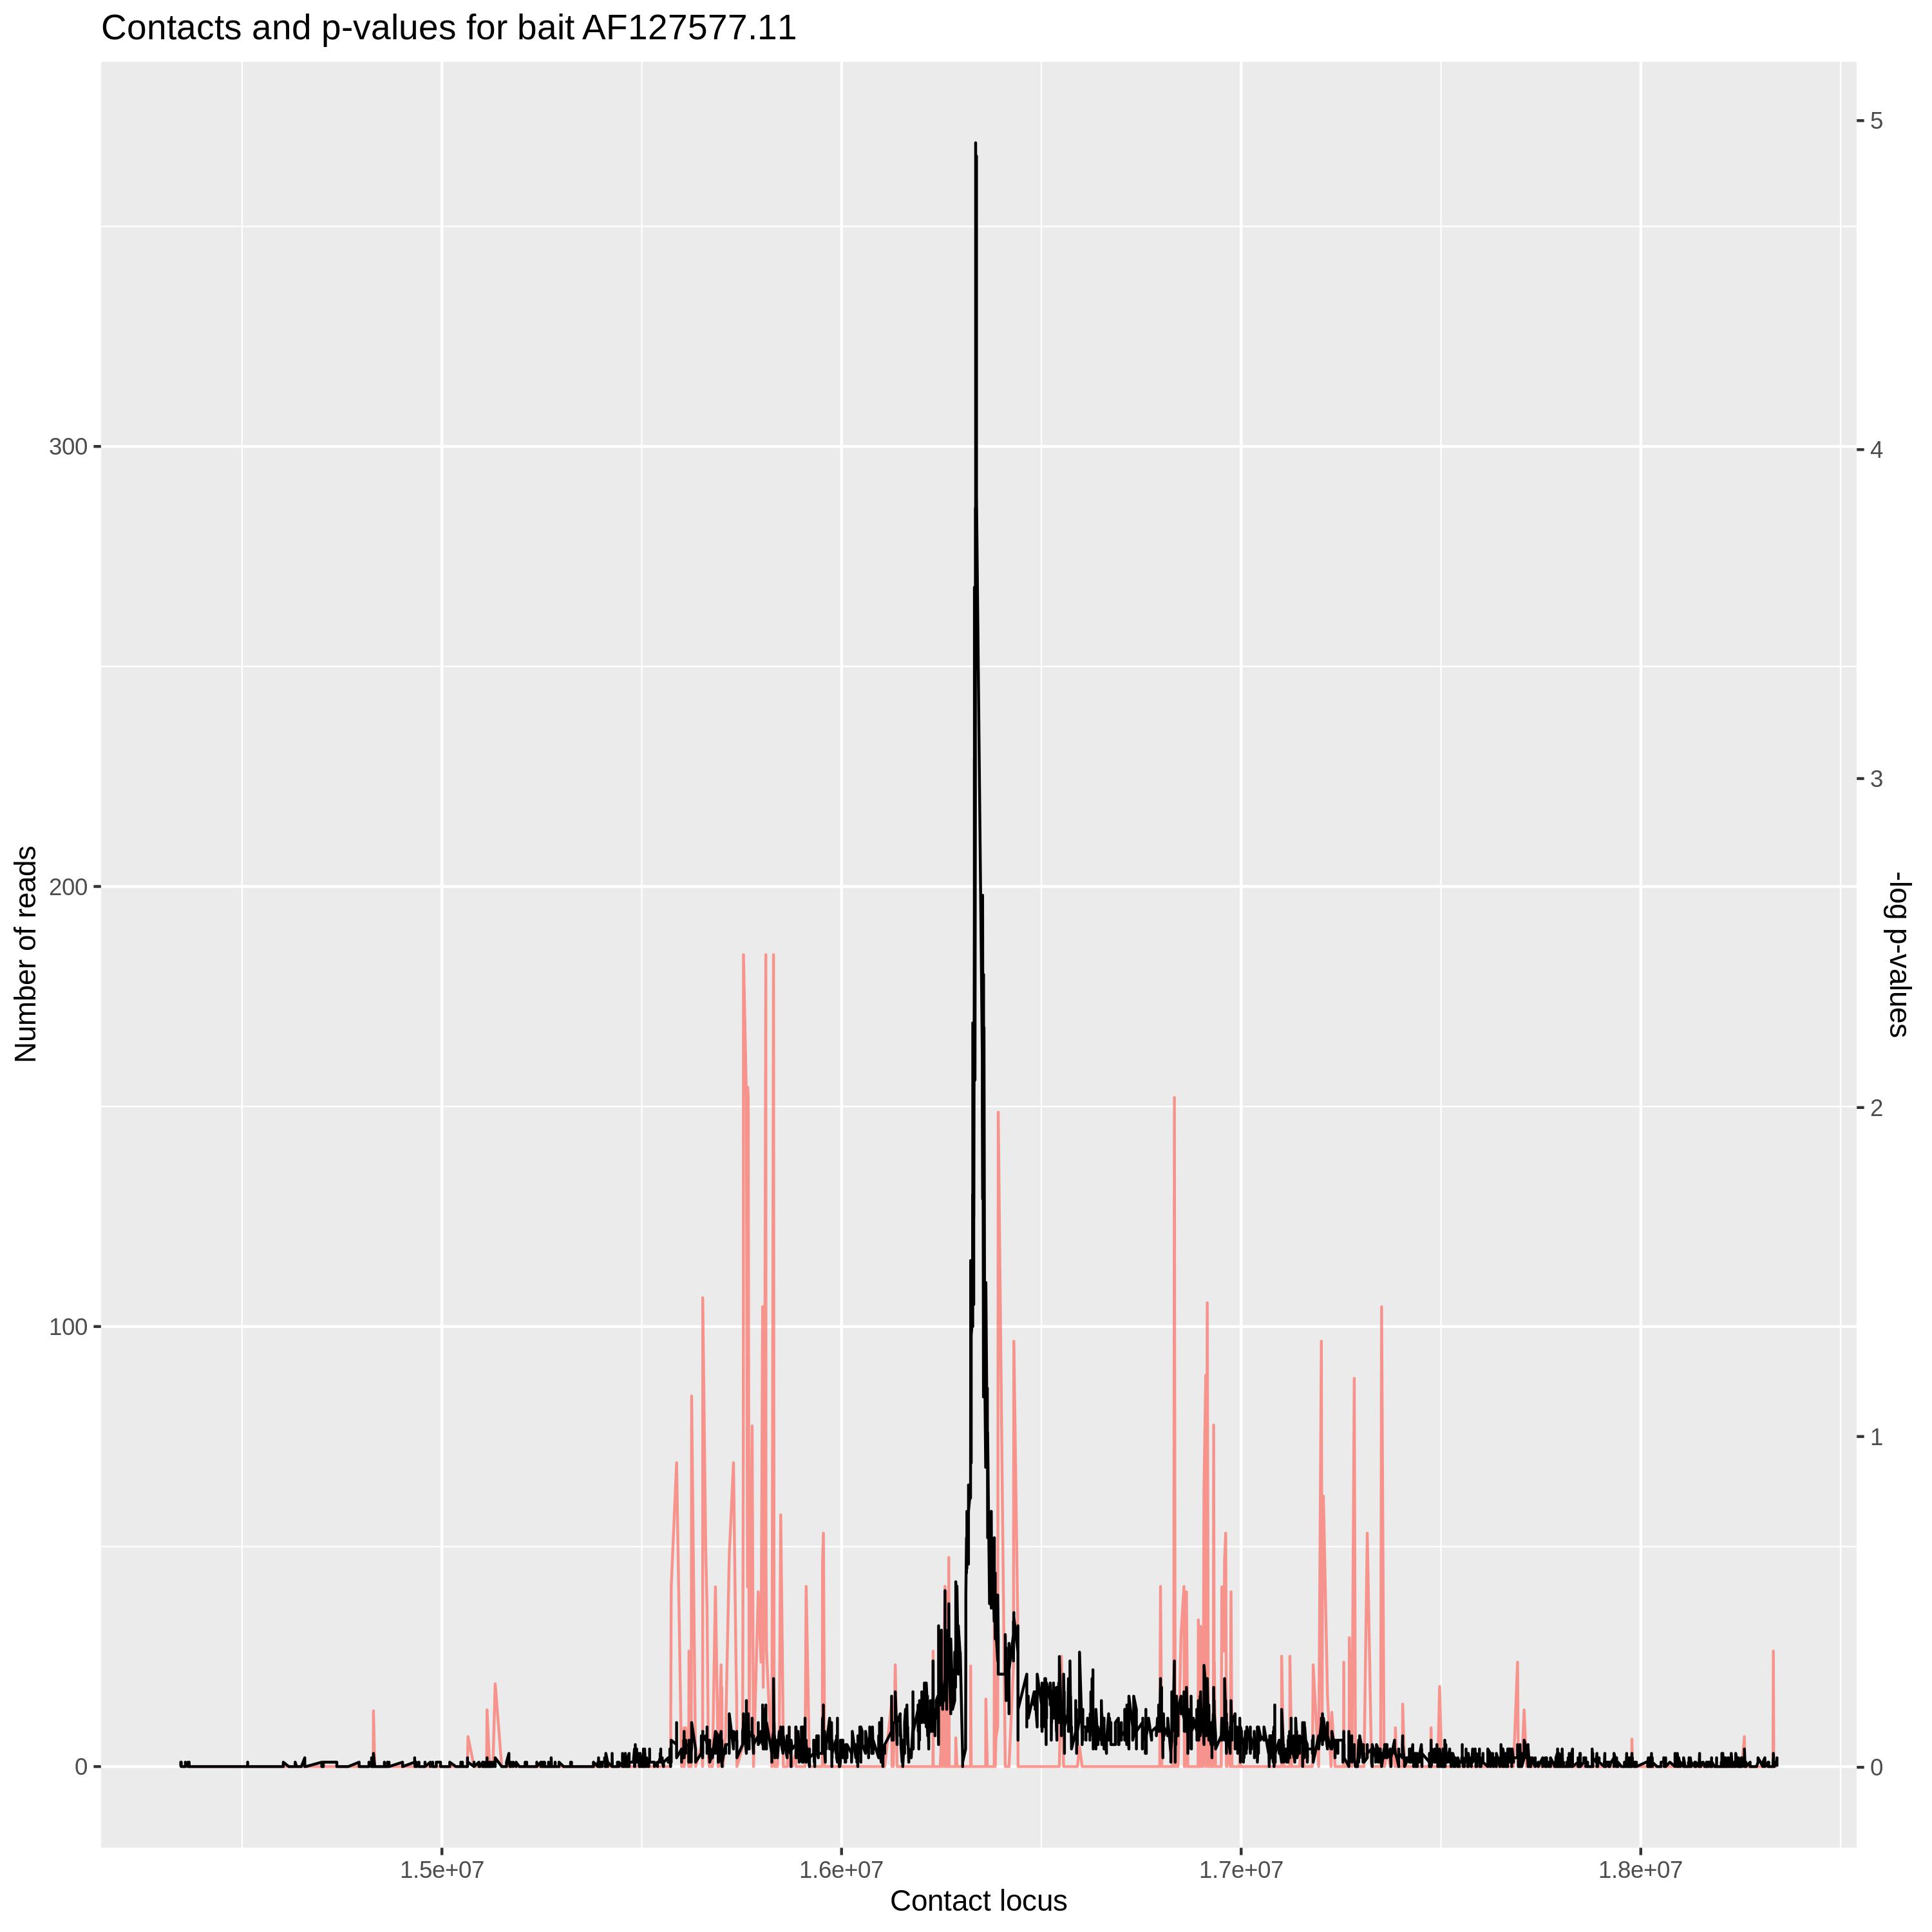 Contacts and p-values for bait AF127577.11
5
300
4
3
200
Number of reads
-log p-values
2
100
1
0
0
1.5e+07
1.6e+07
1.7e+07
1.8e+07
Contact locus